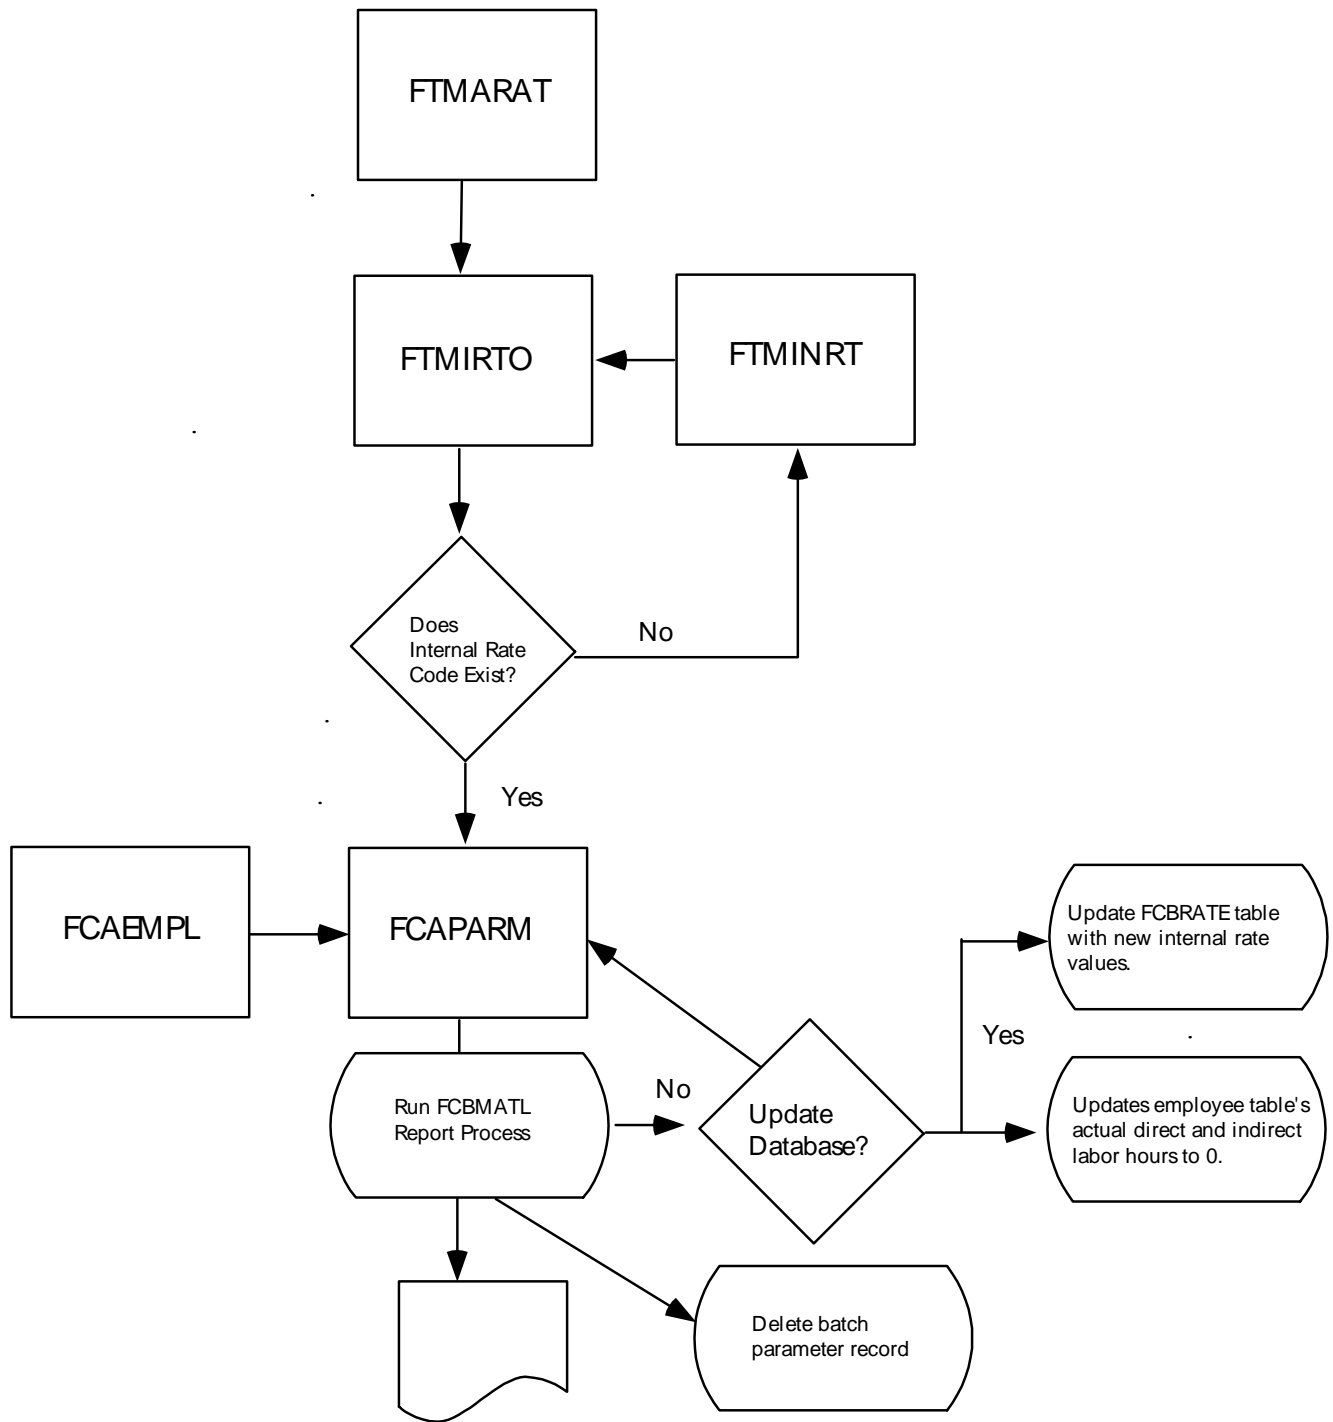 FTMARAT
FTMIRTO
FTMINRT
Does
Internal Rate
Code Exist?
No
Yes
FCAEMPL
FCAPARM
Update FCBRATE table
with new internal rate
values.
Yes
No
Run FCBMATL
Report Process
Update
Database?
Updates employee table's
actual direct and indirect
labor hours to 0.
Delete batch
parameter record